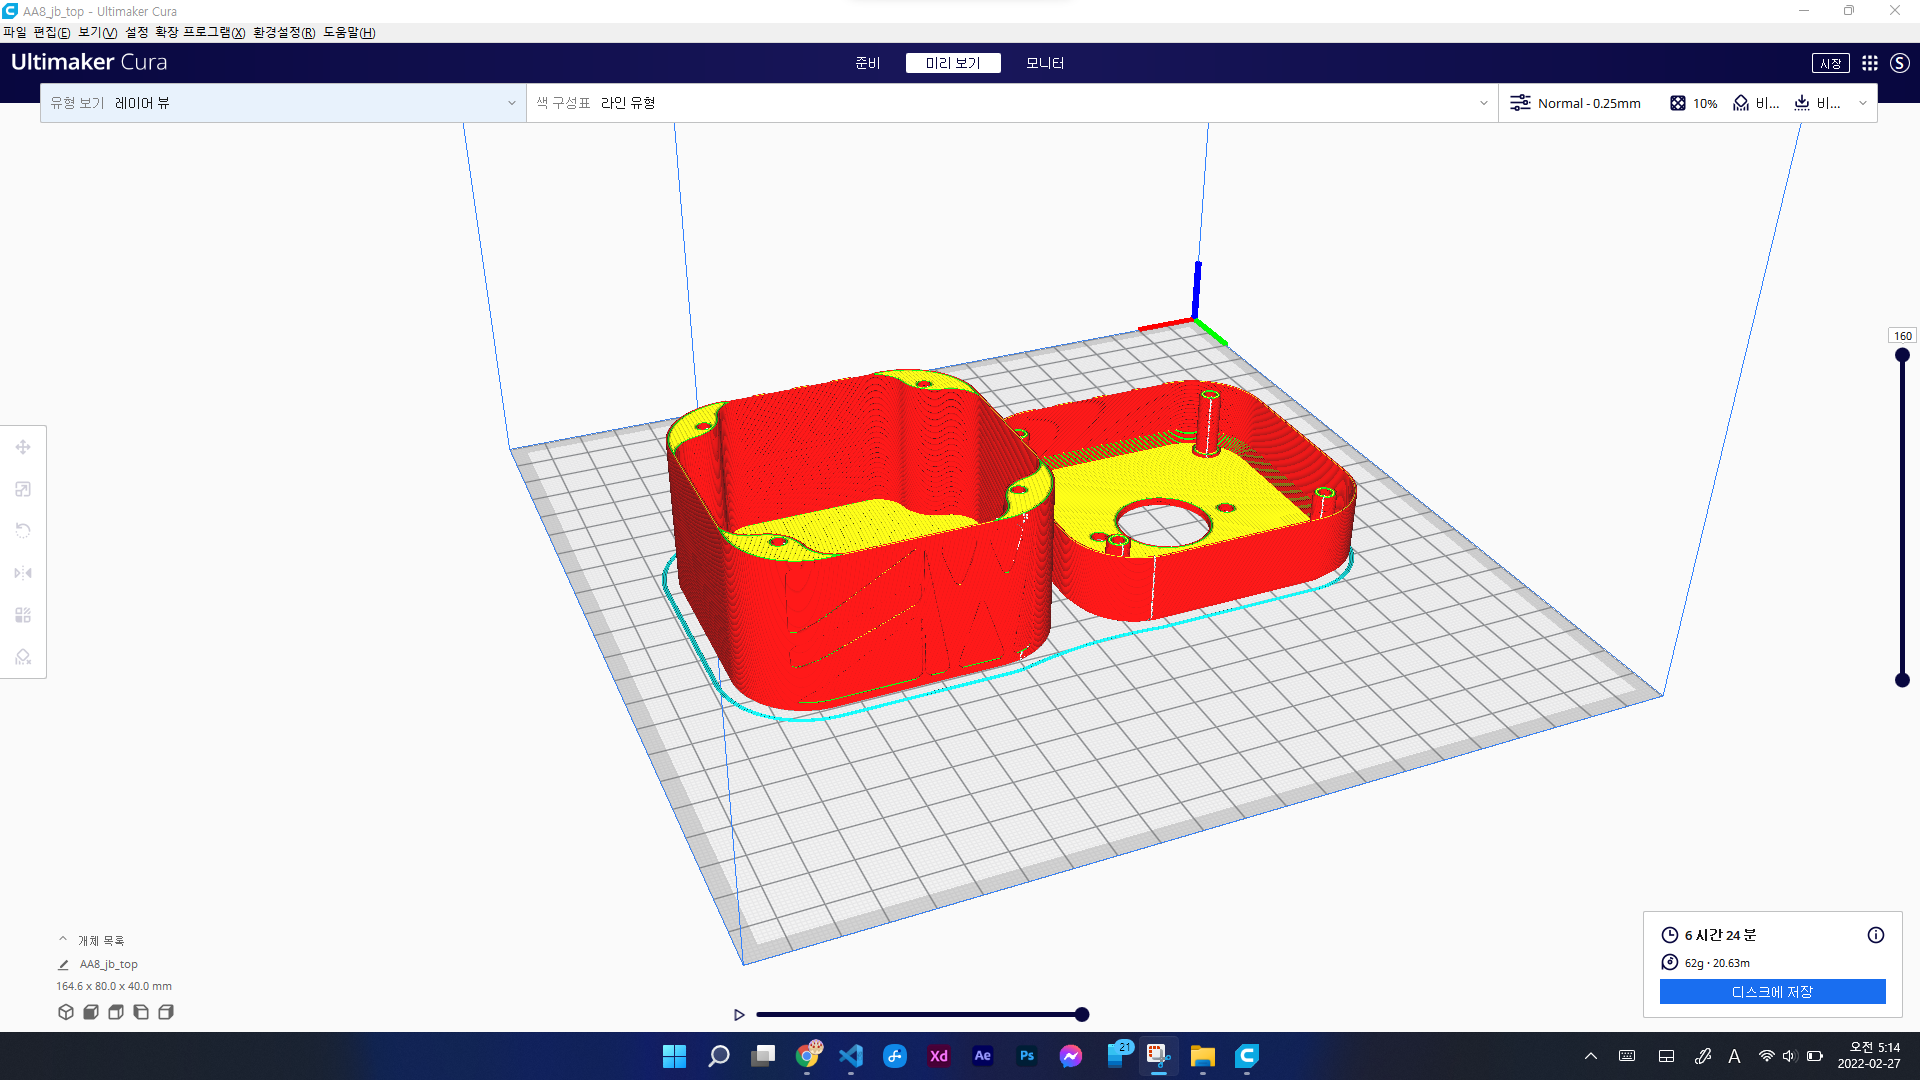 AA8_jb_top - Ultimaker Cura
파일 편집(E) 보기(V) 설정 확장 프로그램(X) 환경설정(R) 도움말(H)
Ultimaker Cura
준비 미리 보기 모니터
시장
S
유형 보기 레이어 뷰
색 구성표 라인 유형
Normal - 0.25mm
10%
비...
비...
160
개체 목록
AA8_jb_top
164.6 x 80.0 x 40.0 mm
6 시간 24 분
62g · 20.63m
디스크에 저장
Xd
Ae
Ps
21
A
오전 5:14
2022-02-27